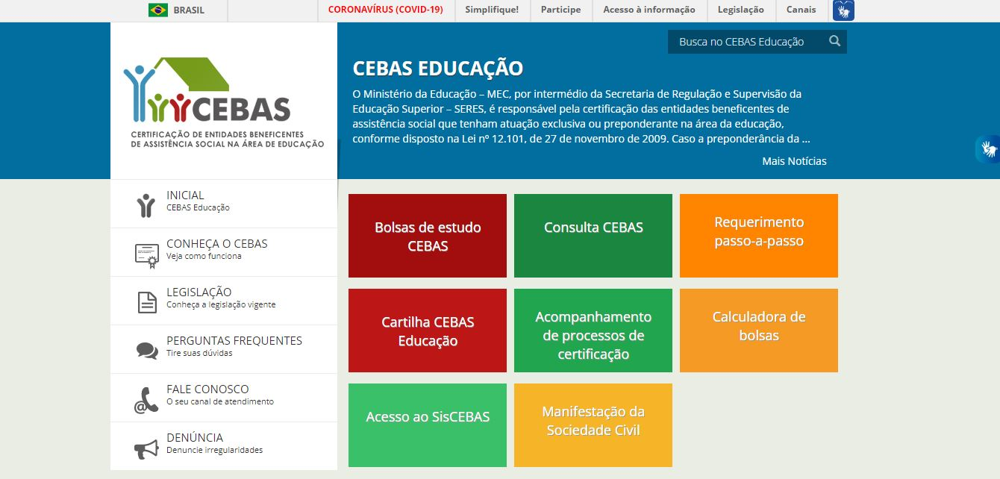 BRASIL
CORONAVÍRUS (COVID-19)
Simplifique!
Participe
Acesso à informação
Legislação
Canais
Busca no CEBAS Educação
CEBAS
CERTIFICAÇÃO DE ENTIDADES BENEFICENTES
DE ASSISTÊNCIA SOCIAL NA ÁREA DE EDUCAÇÃO
CEBAS EDUCAÇÃO
O Ministério da Educação – MEC, por intermédio da Secretaria de Regulação e Supervisão da
Educação Superior – SERES, é responsável pela certificação das entidades beneficentes de
assistência social que tenham atuação exclusiva ou preponderante na área da educação,
conforme disposto na Lei nº 12.101, de 27 de novembro de 2009. Caso a preponderância da ...
Mais Notícias
INICIAL
CEBAS Educação
CONHEÇA O CEBAS
Veja como funciona
LEGISLAÇÃO
Conheça a legislação vigente
PERGUNTAS FREQUENTES
Tire suas dúvidas
FALE CONOSCO
O seu canal de atendimento
DENÚNCIA
Denuncie irregularidades
Bolsas de estudo
CEBAS
Consulta CEBAS
Requerimento
passo-a-passo
Cartilha CEBAS
Educação
Acompanhamento
de processos de
certificação
Calculadora de
bolsas
Acesso ao SisCEBAS
Manifestação da
Sociedade Civil